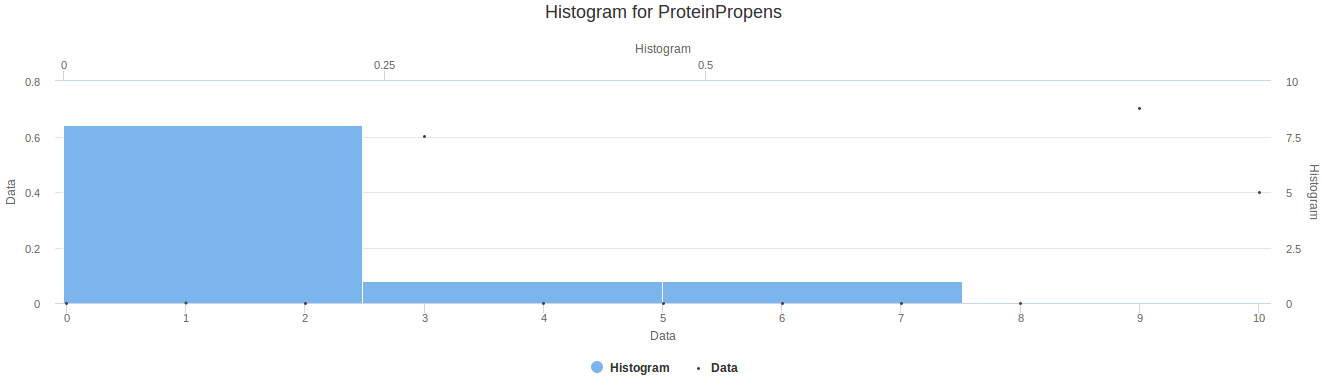 Histogram for ProteinPropens
Histogram
0 0.25 0.5
0.8 10
0.6 7.5
0.4 5
0.2 2.5
0 0
Data
Histogram
0 1 2 3 4 5 6 7 8 9 10
Data
Histogram Data